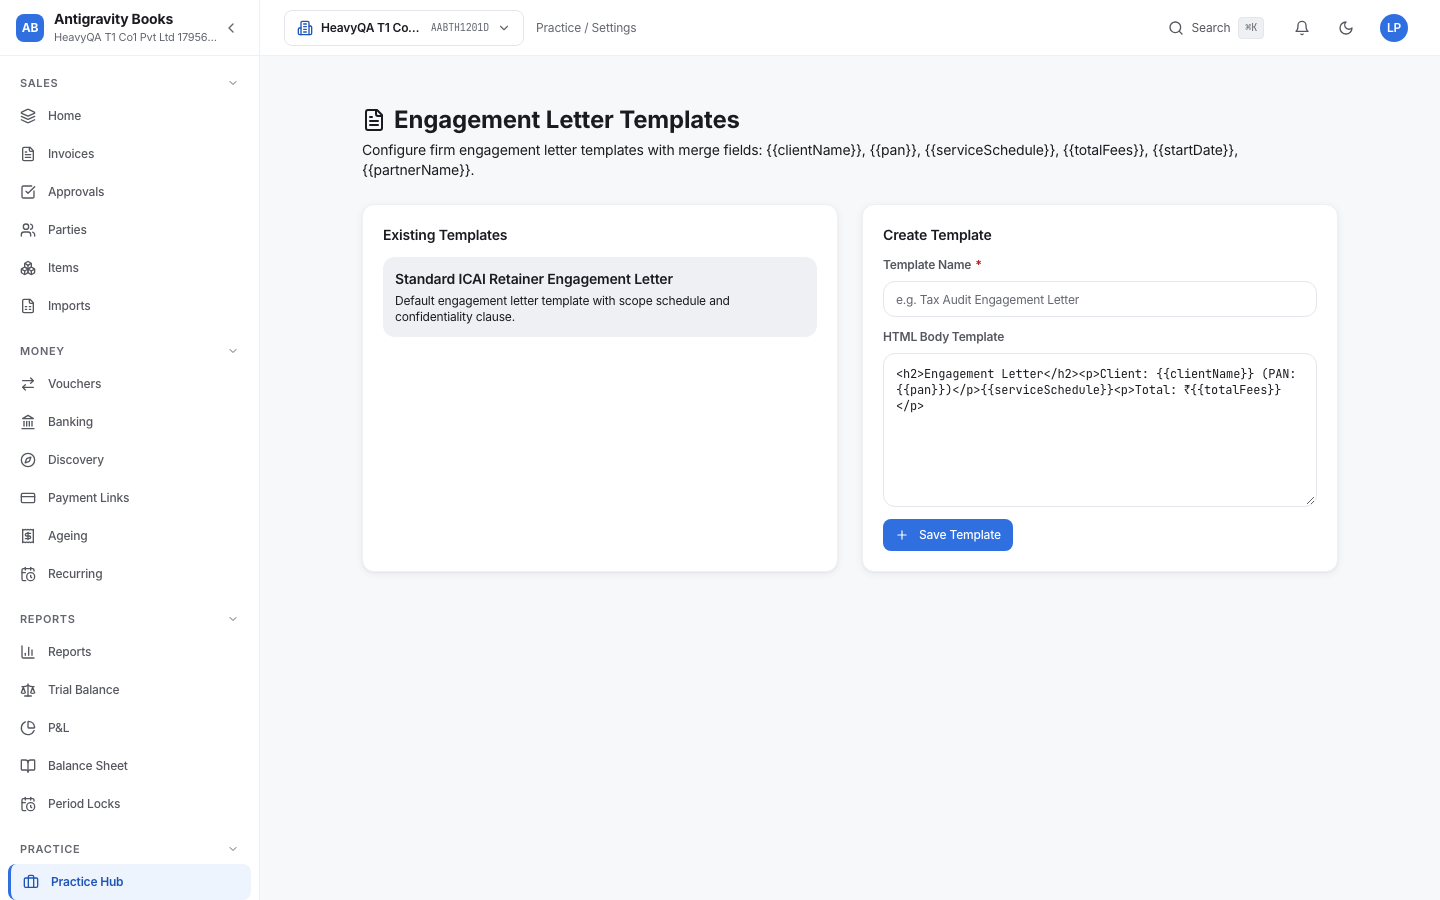 AB
Antigravity Books
HeavyQA T1 Co1 Pvt Ltd 17956...
SALES
Home
Invoices
Approvals
Parties
Items
Imports
MONEY
Vouchers
Banking
Discovery
Payment Links
Ageing
Recurring
REPORTS
Reports
Trial Balance
P&L
Balance Sheet
Period Locks
PRACTICE
Practice Hub
HeavyQA T1 Co... AABTH1201D
Practice / Settings
Search ⌘K
LP
Engagement Letter Templates
Configure firm engagement letter templates with merge fields: {{clientName}}, {{pan}}, {{serviceSchedule}}, {{totalFees}}, {{startDate}},
{{partnerName}}.
Existing Templates
Standard ICAI Retainer Engagement Letter
Default engagement letter template with scope schedule and
confidentiality clause.
Create Template
Template Name *
e.g. Tax Audit Engagement Letter
HTML Body Template
<h2>Engagement Letter</h2><p>Client: {{clientName}} (PAN:
{{pan}})</p>{{serviceSchedule}}<p>Total: ₹{{totalFees}}
</p>
Save Template